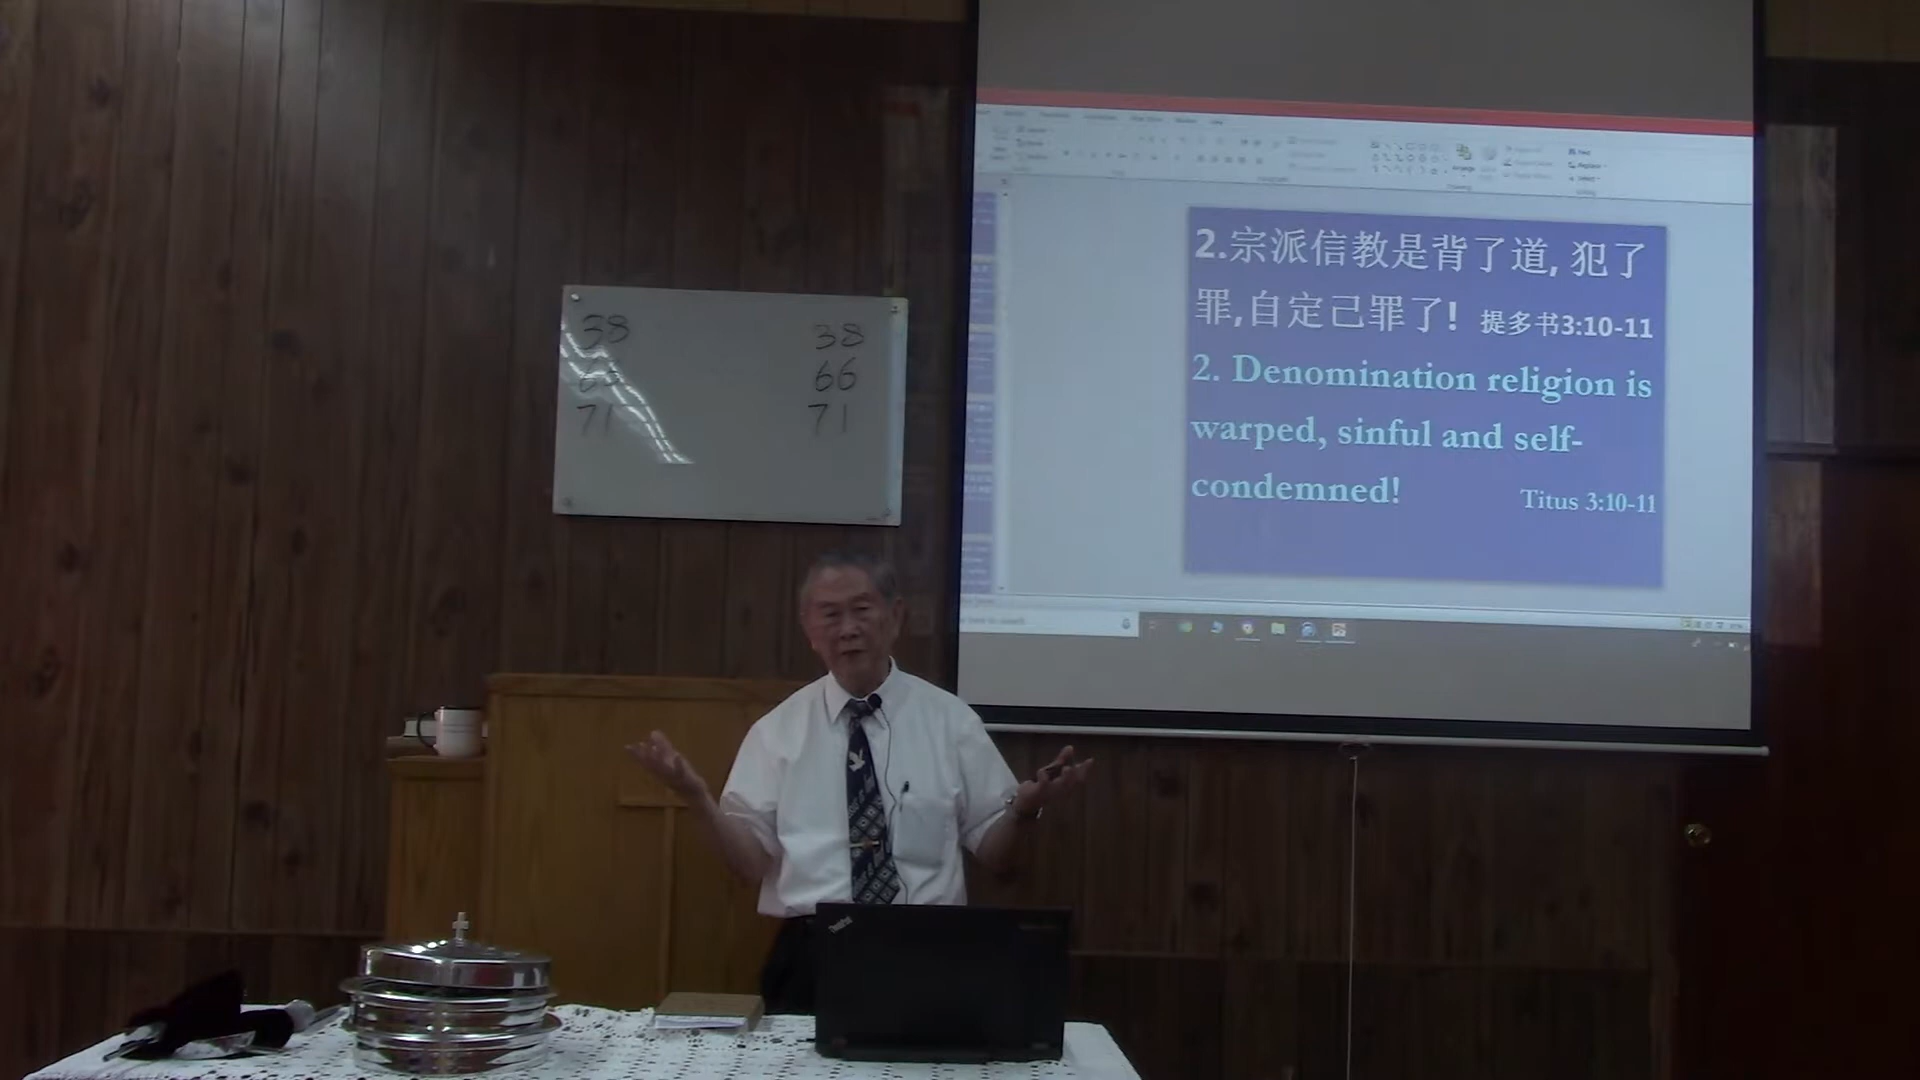 38 38
66 66
71 71
2.宗派信教是背了道, 犯了
罪,自定己罪了! 提多书3:10-11
2. Denomination religion is
warped, sinful and self-
condemned! Titus 3:10-11
ThinkPad